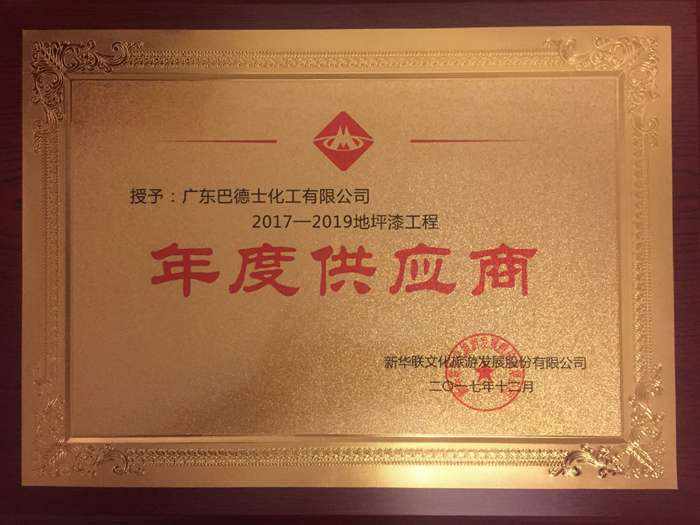 授予：广东巴德士化工有限公司
2017—2019地坪漆工程
年度供应商
新华联文化旅游发展股份有限公司
二〇一七年十二月